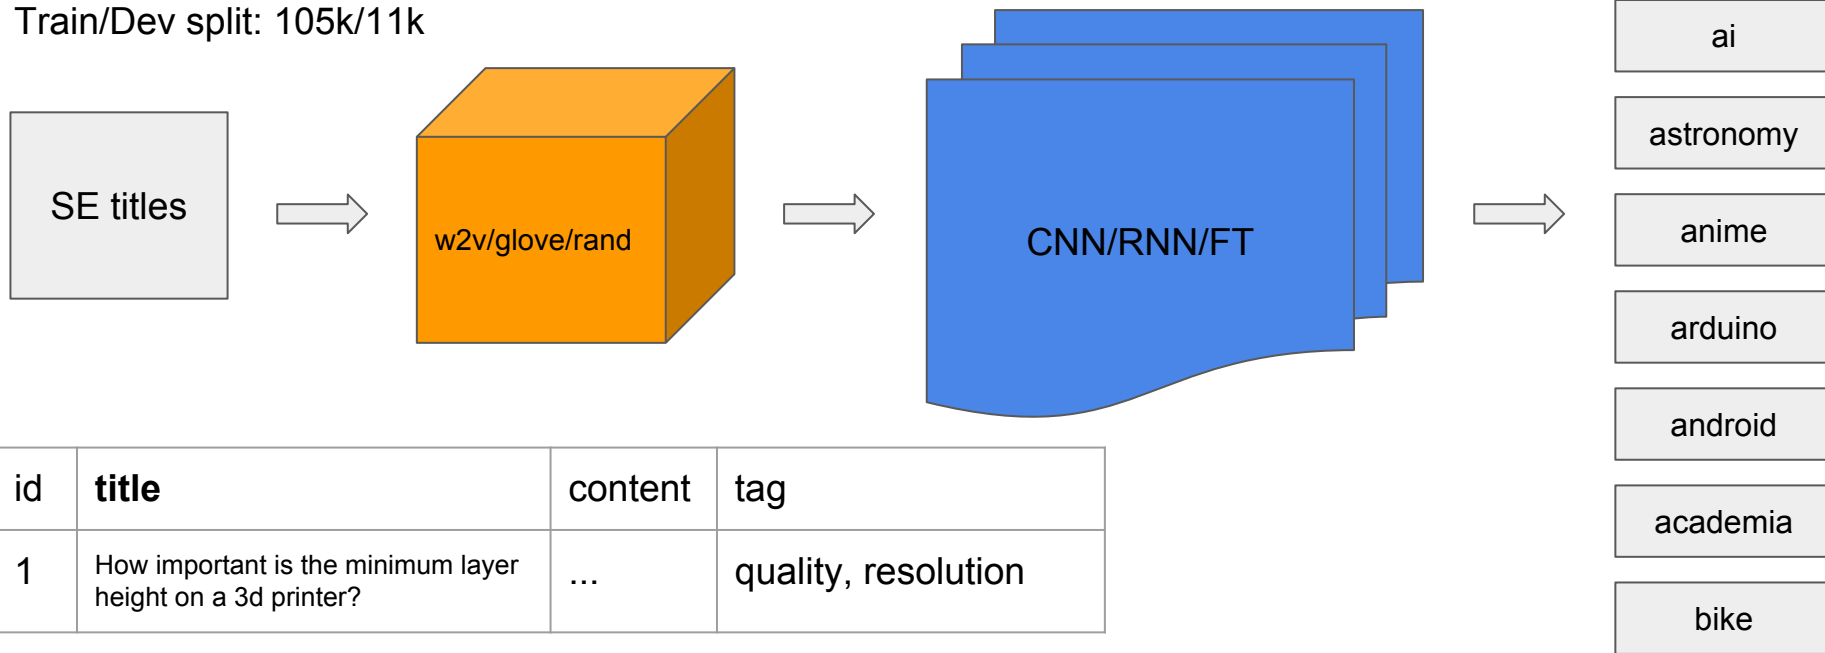 Train/Dev split: 105k/11k
SE titles
w2v/glove/rand
CNN/RNN/FT
ai
astronomy
anime
arduino
android
academia
bike
id title content tag
1 How important is the minimum layer ... quality, resolution
height on a 3d printer?